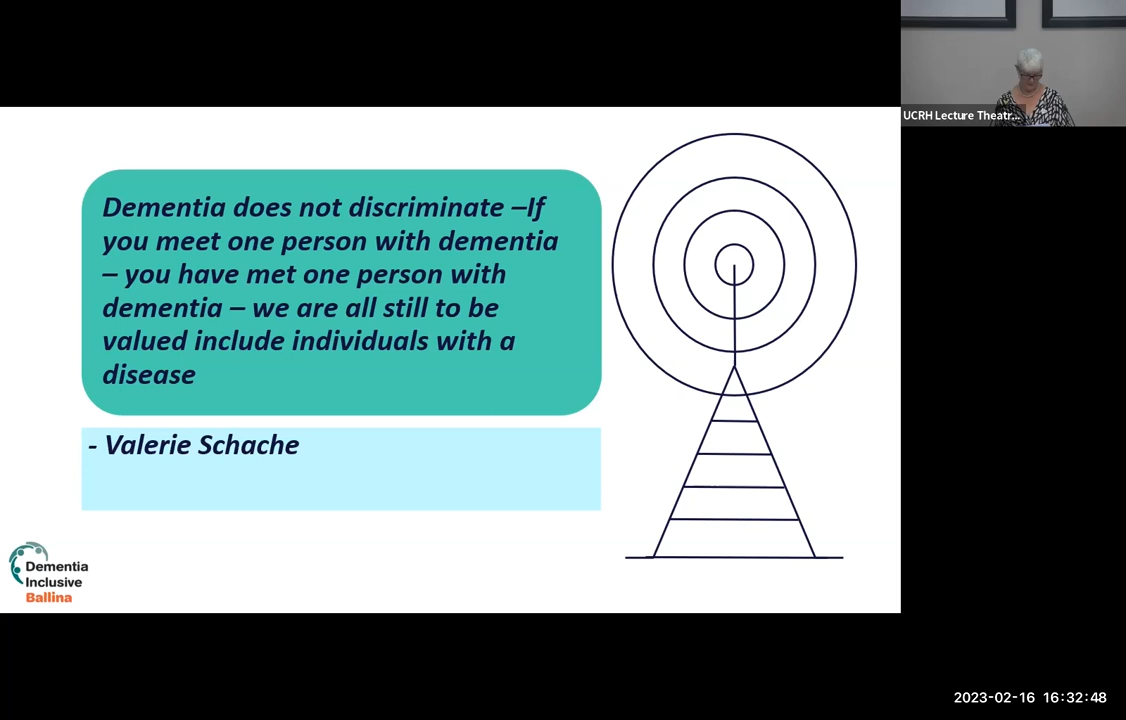 Dementia does not discriminate –If
you meet one person with dementia
– you have met one person with
dementia – we are all still to be
valued include individuals with a
disease
- Valerie Schache
Dementia
Inclusive
Ballina
UCRH Lecture Theatr...
2023-02-16 16:32:48